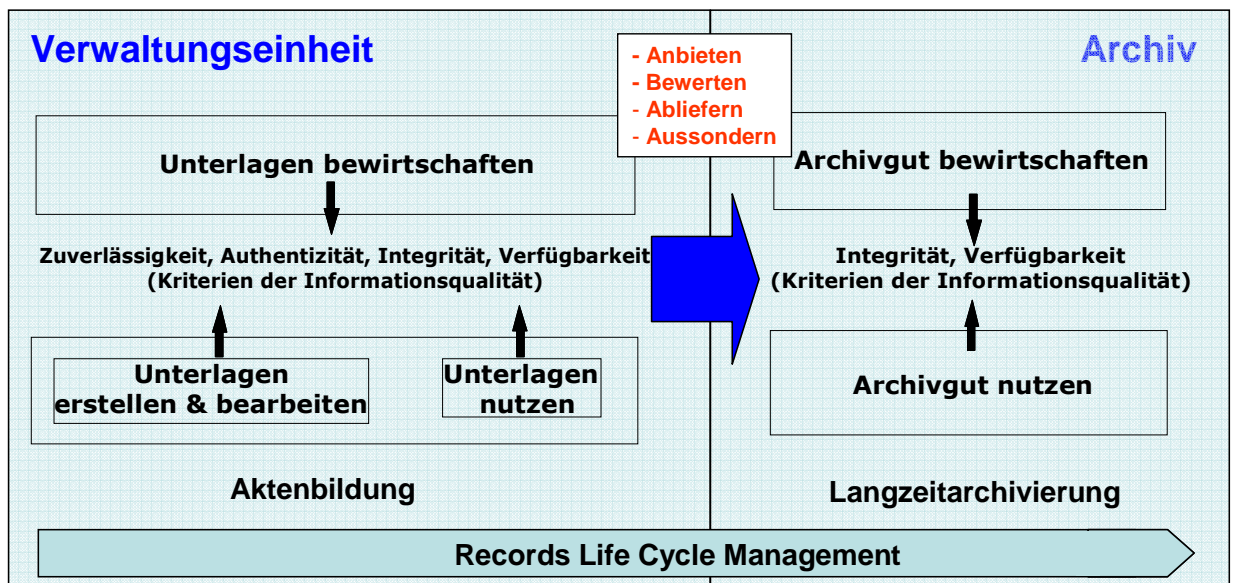 Verwaltungseinheit
- Anbieten
- Bewerten
- Abliefern
- Aussondern
Archiv
Unterlagen bewirtschaften
Zuverlässigkeit, Authentizität, Integrität, Verfügbarkeit
(Kriterien der Informationsqualität)
Unterlagen
erstellen & bearbeiten
Unterlagen
nutzen
Aktenbildung
Archivgut bewirtschaften
Integrität, Verfügbarkeit
(Kriterien der Informationsqualität)
Archivgut nutzen
Langzeitarchivierung
Records Life Cycle Management